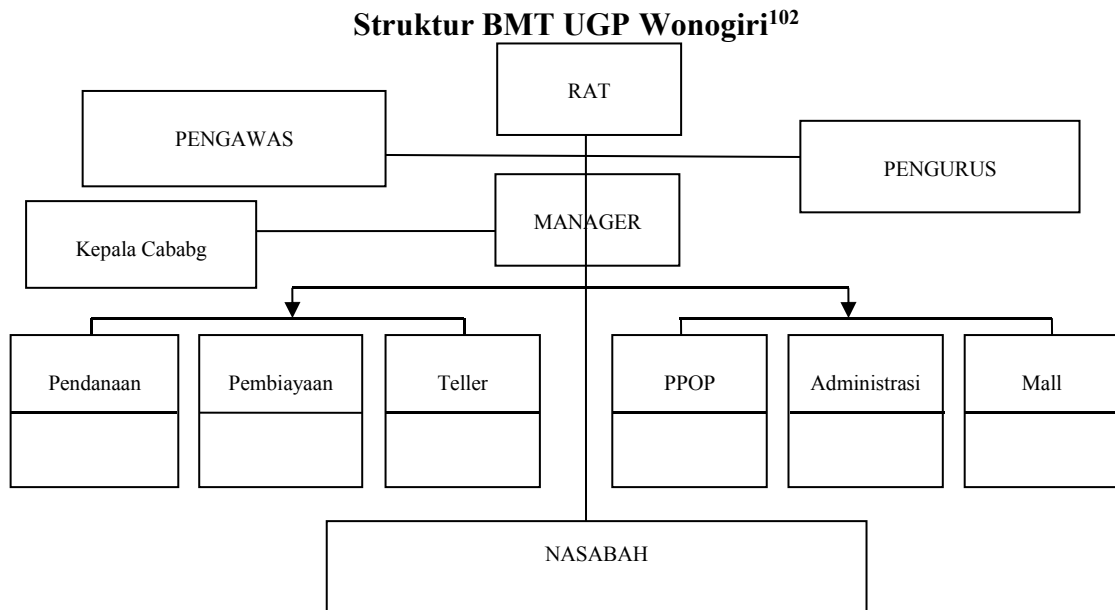 Struktur BMT UGP Wonogiri102
RAT
PENGAWAS
PENGURUS
MANAGER
Kepala Cababg
Pendanaan
Pembiayaan
Teller
PPOP
Administrasi
Mall
NASABAH